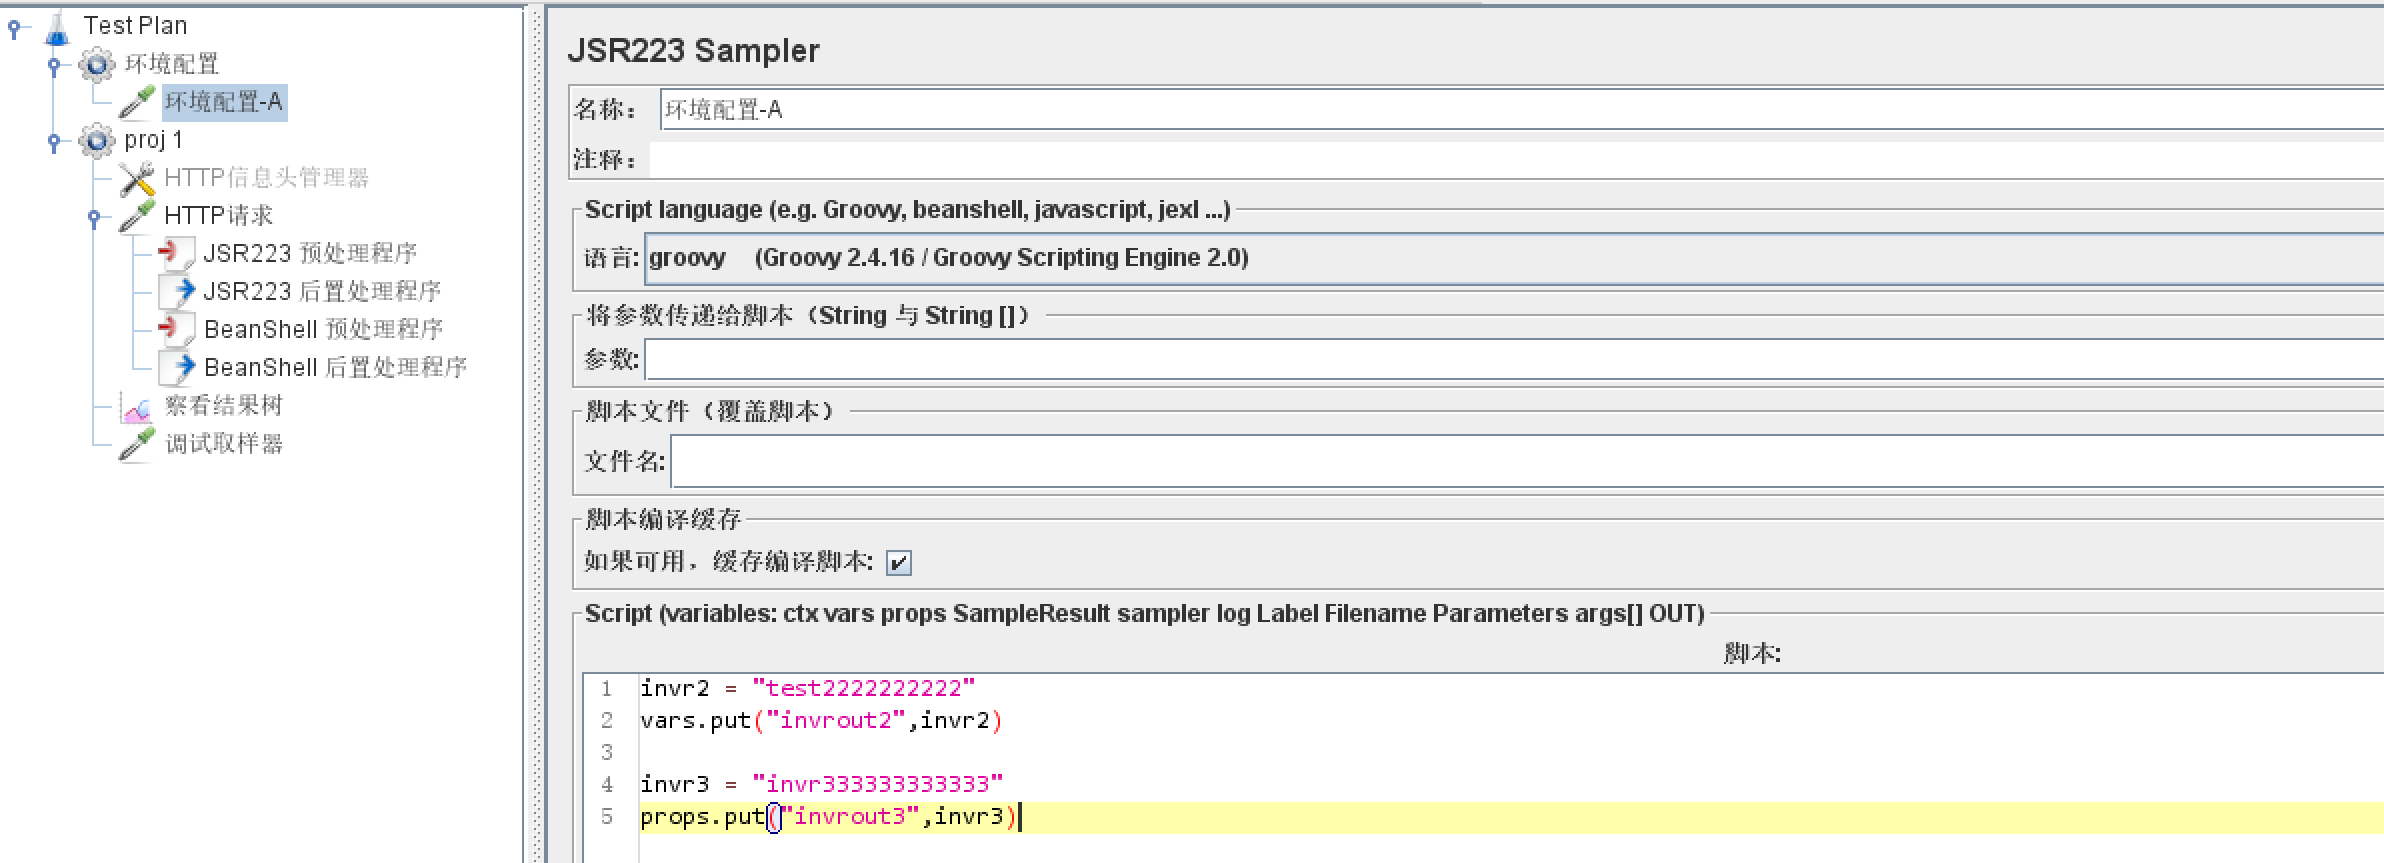 Test Plan
环境配置
环境配置-A
proj 1
HTTP信息头管理器
HTTP请求
JSR223 预处理程序
JSR223 后置处理程序
BeanShell 预处理程序
BeanShell 后置处理程序
察看结果树
调试取样器
JSR223 Sampler
名称： 环境配置-A
注释：
Script language (e.g. Groovy, beanshell, javascript, jexl ...)
语言: groovy (Groovy 2.4.16 / Groovy Scripting Engine 2.0)
将参数传递给脚本（String 与 String []）
参数:
脚本文件（覆盖脚本）
文件名:
脚本编译缓存
如果可用，缓存编译脚本:
Script (variables: ctx vars props SampleResult sampler log Label Filename Parameters args[] OUT)
脚本:
1 invr2 = "test2222222222"
2 vars.put("invrout2",invr2)
3
4 invr3 = "invr333333333333"
5 props.put("invrout3",invr3)